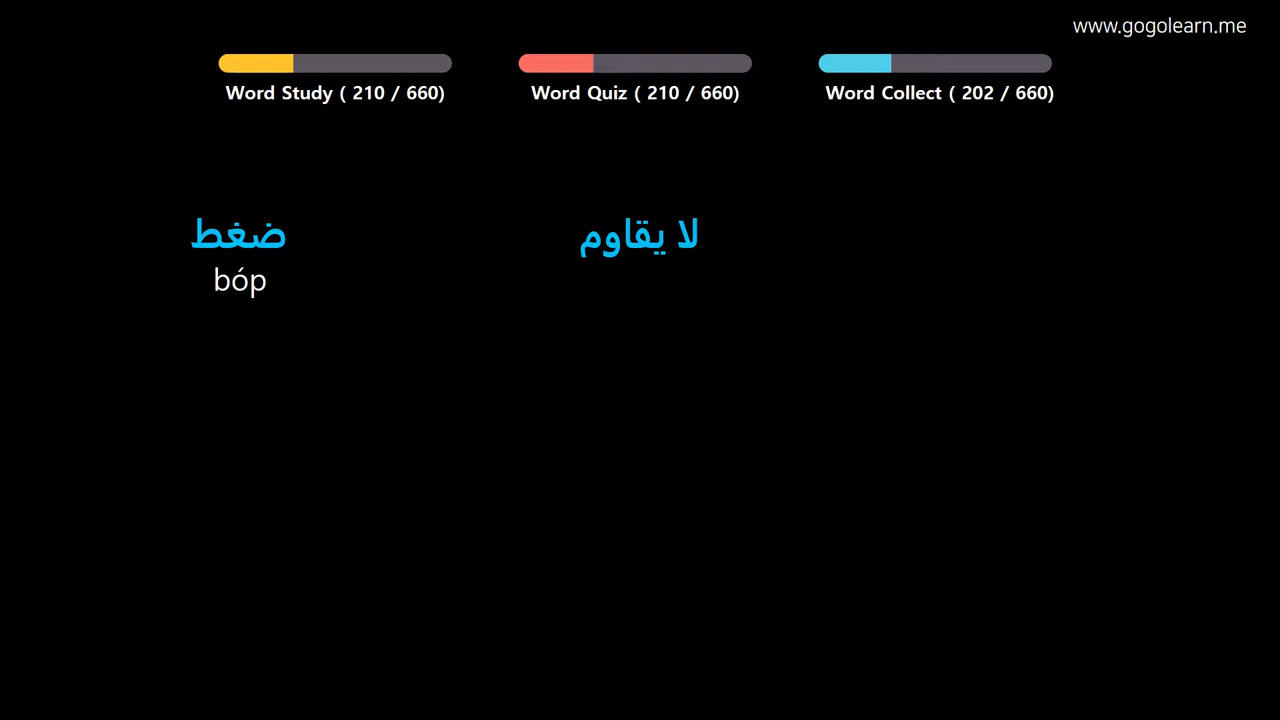 www.gogolearn.me
Word Study ( 210 / 660)
Word Quiz ( 210 / 660)
Word Collect ( 202 / 660)
ضغط
bóp
لا يقاوم